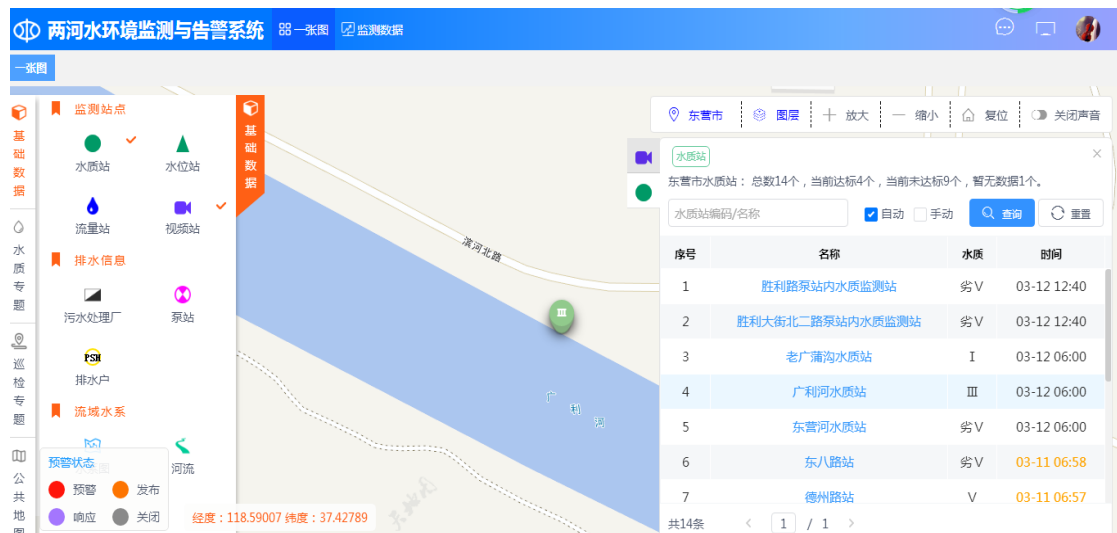 两河水环境监测与告警系统 一张图 监测数据
一张图
基础数据
水质专题
巡检专题
公共地图
监测站点
水质站 水位站
流量站 视频站
排水信息
污水处理厂 泵站
PSH
排水户
流域水系
河流
预警状态
预警 发布
响应 关闭
基础数据
经度：118.59007 纬度：37.42789
滨河北路
III
广利河
天地图
东营市 图层 放大 缩小 复位 关闭声音
水质站
东营市水质站： 总数14个，当前达标4个，当前未达标9个，暂无数据1个。
水质站编码/名称 自动 手动 查询 重置
序号 名称 水质 时间
1 胜利路泵站内水质监测站 劣Ⅴ 03-12 12:40
2 胜利大街北二路泵站内水质监测站 劣Ⅴ 03-12 12:40
3 老广蒲沟水质站 I 03-12 06:00
4 广利河水质站 Ⅲ 03-12 06:00
5 东营河水质站 劣Ⅴ 03-12 06:00
6 东八路站 劣Ⅴ 03-11 06:58
7 德州路站 Ⅴ 03-11 06:57
共14条 1 / 1